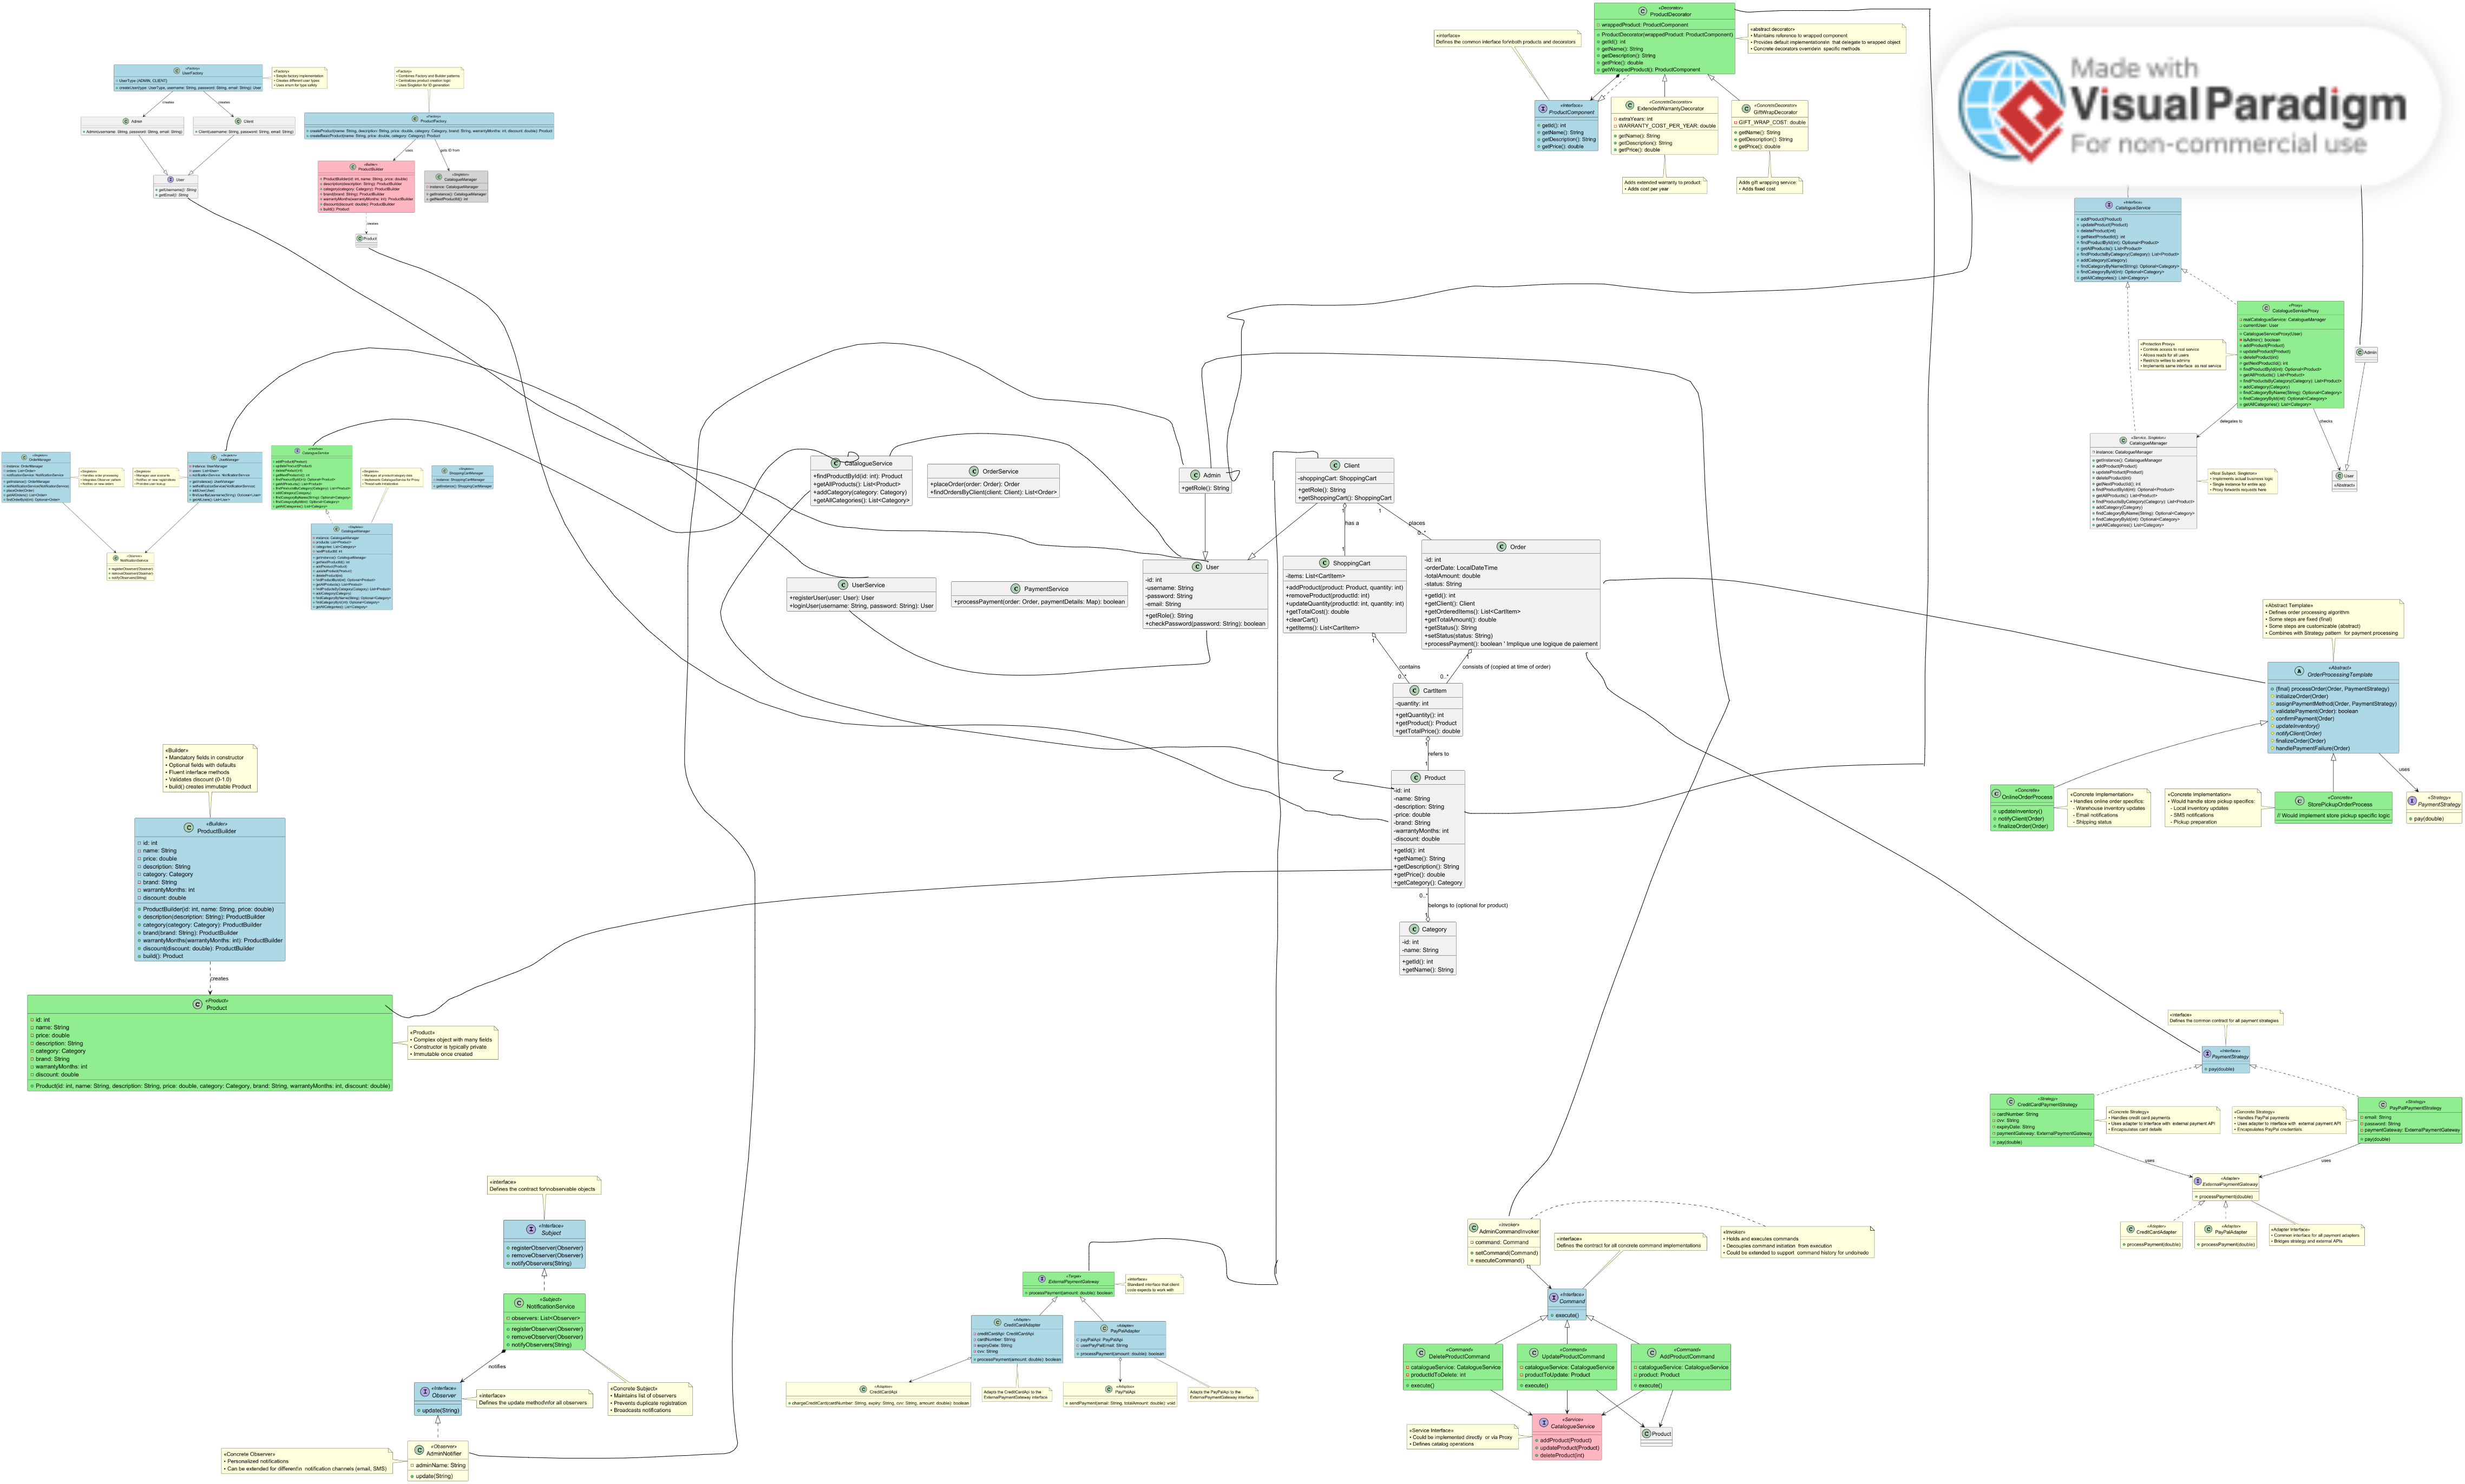 «Factory»
UserFactory
UserType {ADMIN, CLIENT}
createUser(type: UserType, username: String, password: String, email: String): User
«Factory»
• Simple factory implementation
• Creates different user types
• Uses enum for type safety
creates
creates
Admin
Admin(username: String, password: String, email: String)
Client
Client(username: String, password: String, email: String)
User
getUsername(): String
getEmail(): String
«Factory»
• Combines Factory and Builder patterns
• Centralizes product creation logic
• Uses Singleton for ID generation
«Factory»
ProductFactory
createProduct(name: String, description: String, price: double, category: Category, brand: String, warrantyMonths: int, discount: double): Product
createBasicProduct(name: String, price: double, category: Category): Product
uses
gets ID from
«Builder»
ProductBuilder
ProductBuilder(id: int, name: String, price: double)
description(description: String): ProductBuilder
category(category: Category): ProductBuilder
brand(brand: String): ProductBuilder
warrantyMonths(warrantyMonths: int): ProductBuilder
discount(discount: double): ProductBuilder
build(): Product
«Singleton»
CatalogueManager
instance: CatalogueManager
getInstance(): CatalogueManager
getNextProductId(): int
creates
Product
«interface»
Defines the common interface for\nboth products and decorators
«Decorator»
ProductDecorator
wrappedProduct: ProductComponent
ProductDecorator(wrappedProduct: ProductComponent)
getId(): int
getName(): String
getDescription(): String
getPrice(): double
getWrappedProduct(): ProductComponent
«abstract decorator»
• Maintains reference to wrapped component
• Provides default implementations\n that delegate to wrapped object
• Concrete decorators override\n specific methods
«Interface»
ProductComponent
getId(): int
getName(): String
getDescription(): String
getPrice(): double
«ConcreteDecorator»
ExtendedWarrantyDecorator
extraYears: int
WARRANTY_COST_PER_YEAR: double
getName(): String
getDescription(): String
getPrice(): double
«ConcreteDecorator»
GiftWrapDecorator
GIFT_WRAP_COST: double
getName(): String
getDescription(): String
getPrice(): double
Adds extended warranty to product
• Adds cost per year
Adds gift wrapping service:
• Adds fixed cost
Made with
Visual Paradigm
For non-commercial use
«Interface»
CatalogueService
addProduct(Product)
updateProduct(Product)
deleteProduct(int)
getNextProductId(): int
findProductById(int): Optional<Product>
getAllProducts(): List<Product>
findProductsByCategory(Category): List<Product>
addCategory(Category)
findCategoryByName(String): Optional<Category>
findCategoryById(int): Optional<Category>
getAllCategories(): List<Category>
«Proxy»
CatalogueServiceProxy
realCatalogueService: CatalogueManager
currentUser: User
CatalogueServiceProxy(User)
isAdmin(): boolean
addProduct(Product)
updateProduct(Product)
deleteProduct(int)
getNextProductId(): int
findProductById(int): Optional<Product>
getAllProducts(): List<Product>
findProductsByCategory(Category): List<Product>
addCategory(Category)
findCategoryByName(String): Optional<Category>
findCategoryById(int): Optional<Category>
getAllCategories(): List<Category>
«Protection Proxy»
• Controls access to real service
• Allows reads for all users
• Restricts writes to admins
• Implements same interface as real service
Admin
delegates to
checks
«Service, Singleton»
CatalogueManager
instance: CatalogueManager
getInstance(): CatalogueManager
addProduct(Product)
updateProduct(Product)
deleteProduct(int)
getNextProductId(): int
findProductById(int): Optional<Product>
getAllProducts(): List<Product>
findProductsByCategory(Category): List<Product>
addCategory(Category)
findCategoryByName(String): Optional<Category>
findCategoryById(int): Optional<Category>
getAllCategories(): List<Category>
«Real Subject, Singleton»
• Implements actual business logic
• Single instance for entire app
• Proxy forwards requests here
User
«Abstract»
«Singleton»
OrderManager
instance: OrderManager
orders: List<Order>
notificationService: NotificationService
getInstance(): OrderManager
setNotificationService(NotificationService)
placeOrder(Order)
getAllOrders(): List<Order>
findOrderById(int): Optional<Order>
«Singleton»
• Handles order processing
• Integrates Observer pattern
• Notifies on new orders
«Singleton»
• Manages user accounts
• Notifies on new registrations
• Provides user lookup
«Singleton»
UserManager
instance: UserManager
users: List<User>
notificationService: NotificationService
getInstance(): UserManager
setNotificationService(NotificationService)
addUser(User)
findUserByUsername(String): Optional<User>
getAllUsers(): List<User>
CatalogueService
addProduct(Product)
updateProduct(Product)
deleteProduct(int)
getNextProductId(): int
findProductById(int): Optional<Product>
getAllProducts(): List<Product>
findProductsByCategory(Category): List<Product>
addCategory(Category)
findCategoryByName(String): Optional<Category>
findCategoryById(int): Optional<Category>
getAllCategories(): List<Category>
«Singleton»
• Manages all product/category data
• Implements CatalogueService for Proxy
• Thread-safe initialization
«Singleton»
ShoppingCartManager
instance: ShoppingCartManager
getInstance(): ShoppingCartManager
«Singleton»
CatalogueManager
instance: CatalogueManager
products: List<Product>
categories: List<Category>
nextProductId: int
getInstance(): CatalogueManager
getNextProductId(): int
addProduct(Product)
updateProduct(Product)
deleteProduct(int)
findProductById(int): Optional<Product>
getAllProducts(): List<Product>
findProductsByCategory(Category): List<Product>
addCategory(Category)
findCategoryByName(String): Optional<Category>
findCategoryById(int): Optional<Category>
getAllCategories(): List<Category>
NotificationService
registerObserver(Observer)
removeObserver(Observer)
notifyObservers(String)
CatalogueService
+findProductById(id: int): Product
+getAllProducts(): List<Product>
+addCategory(category: Category)
+getAllCategories(): List<Category>
OrderService
+placeOrder(order: Order): Order
+findOrdersByClient(client: Client): List<Order>
UserService
+registerUser(user: User): User
+loginUser(username: String, password: String): User
PaymentService
+processPayment(order: Order, paymentDetails: Map): boolean
Admin
+getRole(): String
Client
-shoppingCart: ShoppingCart
+getRole(): String
+getShoppingCart(): ShoppingCart
1
has a
1
1
places
0..*
User
-id: int
-username: String
-password: String
-email: String
+getRole(): String
+checkPassword(password: String): boolean
ShoppingCart
-items: List<CartItem>
+addProduct(product: Product, quantity: int)
+removeProduct(productId: int)
+updateQuantity(productId: int, quantity: int)
+getTotalCost(): double
+clearCart()
+getItems(): List<CartItem>
Order
-id: int
-orderDate: LocalDateTime
-totalAmount: double
-status: String
+getId(): int
+getClient(): Client
+getOrderedItems(): List<CartItem>
+getTotalAmount(): double
+getStatus(): String
+setStatus(status: String)
+processPayment(): boolean ' Implique une logique de paiement
1
contains
0..*
1
consists of (copied at time of order)
0..*
CartItem
-quantity: int
+getQuantity(): int
+getProduct(): Product
+getTotalPrice(): double
1
refers to
1
Product
-id: int
-name: String
-description: String
-price: double
-brand: String
-warrantyMonths: int
-discount: double
+getId(): int
+getName(): String
+getDescription(): String
+getPrice(): double
+getCategory(): Category
0..*
belongs to (optional for product)
1
Category
-id: int
-name: String
+getId(): int
+getName(): String
«Abstract Template»
• Defines order processing algorithm
• Some steps are fixed (final)
• Some steps are customizable (abstract)
• Combines with Strategy pattern for payment processing
«Abstract»
OrderProcessingTemplate
(final) processOrder(Order, PaymentStrategy)
initializeOrder(Order)
assignPaymentMethod(Order, PaymentStrategy)
validatePayment(Order): boolean
confirmPayment(Order)
updateInventory()
notifyClient(Order)
finalizeOrder(Order)
handlePaymentFailure(Order)
uses
«Concrete»
OnlineOrderProcess
updateInventory()
notifyClient(Order)
finalizeOrder(Order)
«Concrete Implementation»
• Handles online order specifics:
- Warehouse inventory updates
- Email notifications
- Shipping status
«Concrete Implementation»
• Would handle store pickup specifics:
- Local inventory updates
- SMS notifications
- Pickup preparation
«Concrete»
StorePickupOrderProcess
// Would implement store pickup specific logic
«Strategy»
PaymentStrategy
pay(double)
«Builder»
• Mandatory fields in constructor
• Optional fields with defaults
• Fluent interface methods
• Validates discount (0-1.0)
• build() creates immutable Product
«Builder»
ProductBuilder
id: int
name: String
price: double
description: String
category: Category
brand: String
warrantyMonths: int
discount: double
ProductBuilder(id: int, name: String, price: double)
description(description: String): ProductBuilder
category(category: Category): ProductBuilder
brand(brand: String): ProductBuilder
warrantyMonths(warrantyMonths: int): ProductBuilder
discount(discount: double): ProductBuilder
build(): Product
creates
«Product»
Product
id: int
name: String
price: double
description: String
category: Category
brand: String
warrantyMonths: int
discount: double
Product(id: int, name: String, description: String, price: double, category: Category, brand: String, warrantyMonths: int, discount: double)
«Product»
• Complex object with many fields
• Constructor is typically private
• Immutable once created
«interface»
Defines the common contract for all payment strategies
«Interface»
PaymentStrategy
pay(double)
«Strategy»
CreditCardPaymentStrategy
cardNumber: String
cvv: String
expiryDate: String
paymentGateway: ExternalPaymentGateway
pay(double)
«Concrete Strategy»
• Handles credit card payments
• Uses adapter to interface with external payment API
• Encapsulates card details
«Concrete Strategy»
• Handles PayPal payments
• Uses adapter to interface with external payment API
• Encapsulates PayPal credentials
«Strategy»
PayPalPaymentStrategy
email: String
password: String
paymentGateway: ExternalPaymentGateway
pay(double)
uses
uses
«Adapter»
ExternalPaymentGateway
processPayment(double)
«Adapter»
CreditCardAdapter
processPayment(double)
«Adapter»
PayPalAdapter
processPayment(double)
«Adapter Interface»
• Common interface for all payment adapters
• Bridges strategy and external APIs
«interface»
Defines the contract for\nobservable objects
«Interface»
Subject
registerObserver(Observer)
removeObserver(Observer)
notifyObservers(String)
«Subject»
NotificationService
observers: List<Observer>
registerObserver(Observer)
removeObserver(Observer)
notifyObservers(String)
notifies
«Interface»
Observer
update(String)
«interface»
Defines the update method\nfor all observers
«Concrete Subject»
• Maintains list of observers
• Prevents duplicate registration
• Broadcasts notifications
«Concrete Observer»
• Personalized notifications
• Can be extended for different\n notification channels (email, SMS)
«Observer»
AdminNotifier
adminName: String
update(String)
«Target»
ExternalPaymentGateway
processPayment(amount: double): boolean
«interface»
Standard interface that client
code expects to work with
«Adapter»
CreditCardAdapter
creditCardApi: CreditCardApi
cardNumber: String
expiryDate: String
cvv: String
processPayment(amount: double): boolean
«Adapter»
PayPalAdapter
payPalApi: PayPalApi
userPayPalEmail: String
processPayment(amount: double): boolean
«Adaptee»
CreditCardApi
chargeCreditCard(cardNumber: String, expiry: String, cvv: String, amount: double): boolean
Adapts the CreditCardApi to the
ExternalPaymentGateway interface
«Adaptee»
PayPalApi
sendPayment(email: String, totalAmount: double): void
Adapts the PayPalApi to the
ExternalPaymentGateway interface
«Invoker»
AdminCommandInvoker
command: Command
setCommand(Command)
executeCommand()
«interface»
Defines the contract for all concrete command implementations
«Invoker»
• Holds and executes commands
• Decouples command initiation from execution
• Could be extended to support command history for undo/redo
«Interface»
Command
execute()
«Command»
DeleteProductCommand
catalogueService: CatalogueService
productIdToDelete: int
execute()
«Command»
UpdateProductCommand
catalogueService: CatalogueService
productToUpdate: Product
execute()
«Command»
AddProductCommand
catalogueService: CatalogueService
product: Product
execute()
«Service Interface»
• Could be implemented directly or via Proxy
• Defines catalog operations
«Service»
CatalogueService
addProduct(Product)
updateProduct(Product)
deleteProduct(int)
Product